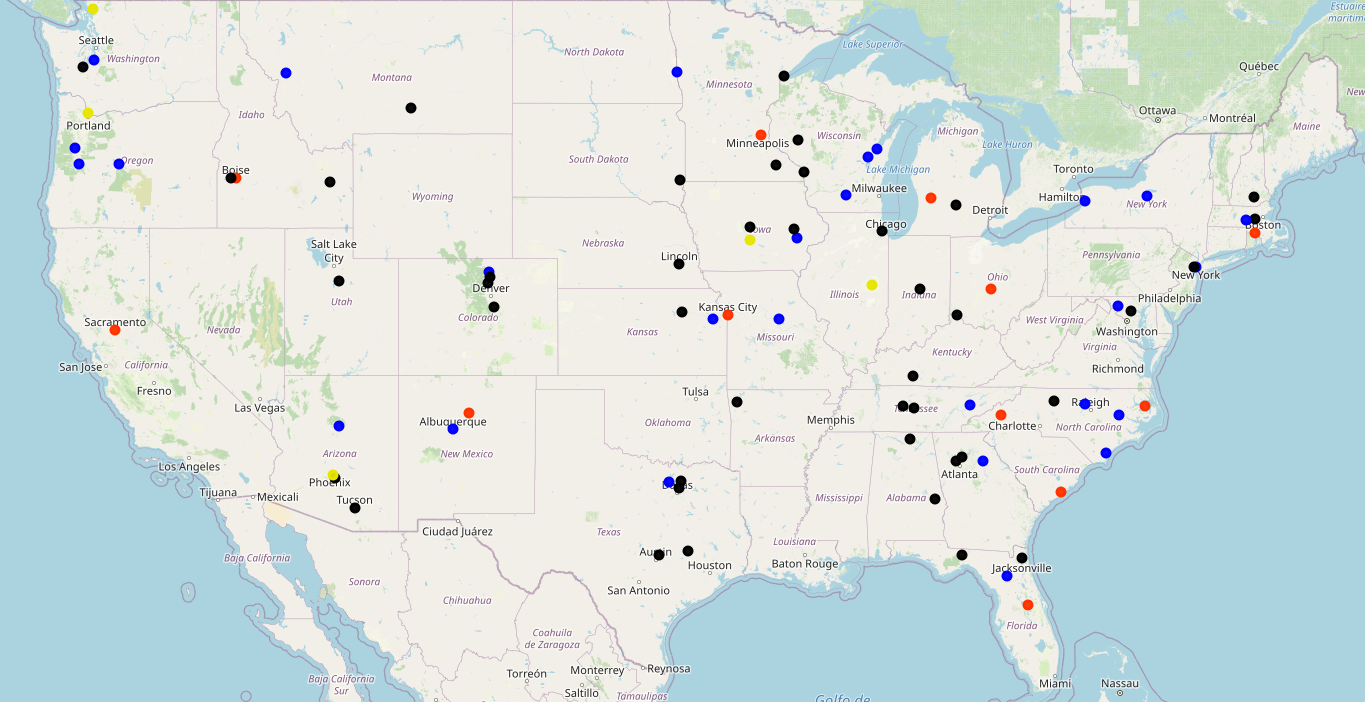 Estuaire
maritime
Seattle
Washington
Lake Superior
North Dakota
Québec
Montana
Minnesota
Ottawa
Montréal
Idaho
Portland
Michigan
Maine
New
Wisconsin
Minneapolis
Lake Huron
South Dakota
Oregon
Boise
Lake Michigan
Toronto
Wyoming
Milwaukee
Hamilton
New York
Detroit
Chicago
Boston
Iowa
Salt Lake
City
Nebraska
Lincoln
Pennsylvania
New York
Ohio
Denver
Utah
Illinois
Indiana
Philadelphia
Kansas City
Colorado
Sacramento
Nevada
Kansas
Missouri
West Virginia
Washington
Virginia
Kentucky
San Jose
California
Richmond
Fresno
Tulsa
Las Vegas
Tennessee
Raleigh
Albuquerque
Oklahoma
Memphis
Charlotte
North Carolina
Arkansas
Arizona
New Mexico
Los Angeles
South Carolina
Atlanta
Phoenix
Dallas
Tijuana
Mexicali
Tucson
Mississippi
Alabama
Ciudad Juárez
Texas
Louisiana
Austin
Baja California
Houston
Baton Rouge
Jacksonville
Sonora
San Antonio
Chihuahua
Florida
Coahuila
de Zaragoza
Reynosa
Torreón
Monterrey
Baja California
Sur
Saltillo
Tamaulipas
Miami
Nassau
Golfo de